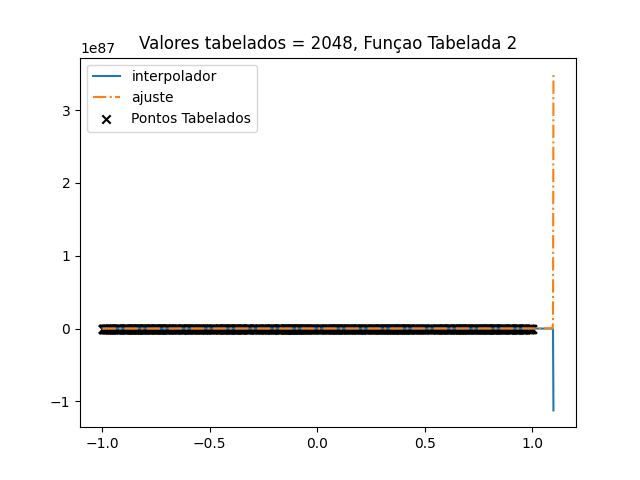 Valores tabelados = 2048, Funçao Tabelada 2
1e87
interpolador
ajuste
Pontos Tabelados
3
2
1
0
−1
−1.0
−0.5
0.0
0.5
1.0